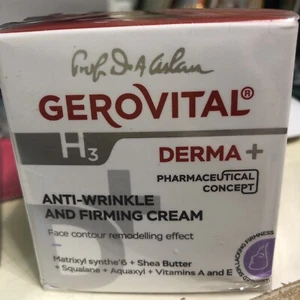 Prof. Dr. A. Aslan
GEROVITAL®
H3
DERMA+
PHARMACEUTICAL
CONCEPT
ANTI-WRINKLE
AND FIRMING CREAM
Face contour remodelling effect
Matrixyl synthe'6 + Shea Butter
+ Squalane + Aquaxyl + Vitamins A and E